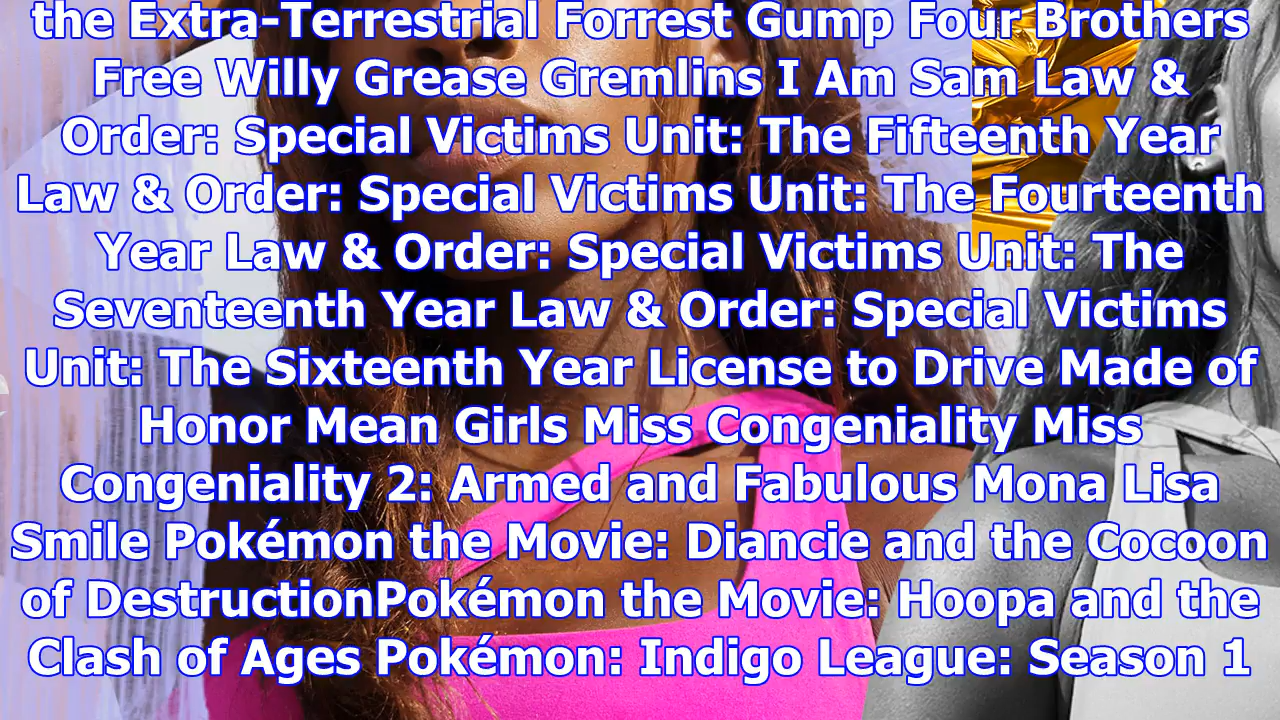 the Extra-Terrestrial Forrest Gump Four Brothers
Free Willy Grease Gremlins I Am Sam Law &
Order: Special Victims Unit: The Fifteenth Year
Law & Order: Special Victims Unit: The Fourteenth
Year Law & Order: Special Victims Unit: The
Seventeenth Year Law & Order: Special Victims
Unit: The Sixteenth Year License to Drive Made of
Honor Mean Girls Miss Congeniality Miss
Congeniality 2: Armed and Fabulous Mona Lisa
Smile Pokémon the Movie: Diancie and the Cocoon
of DestructionPokémon the Movie: Hoopa and the
Clash of Ages Pokémon: Indigo League: Season 1